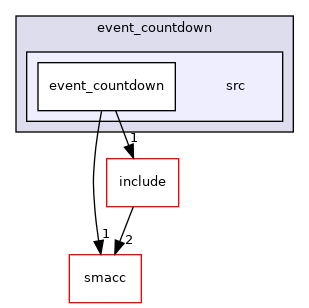 event_countdown
event_countdown src
1
include
1 2
smacc